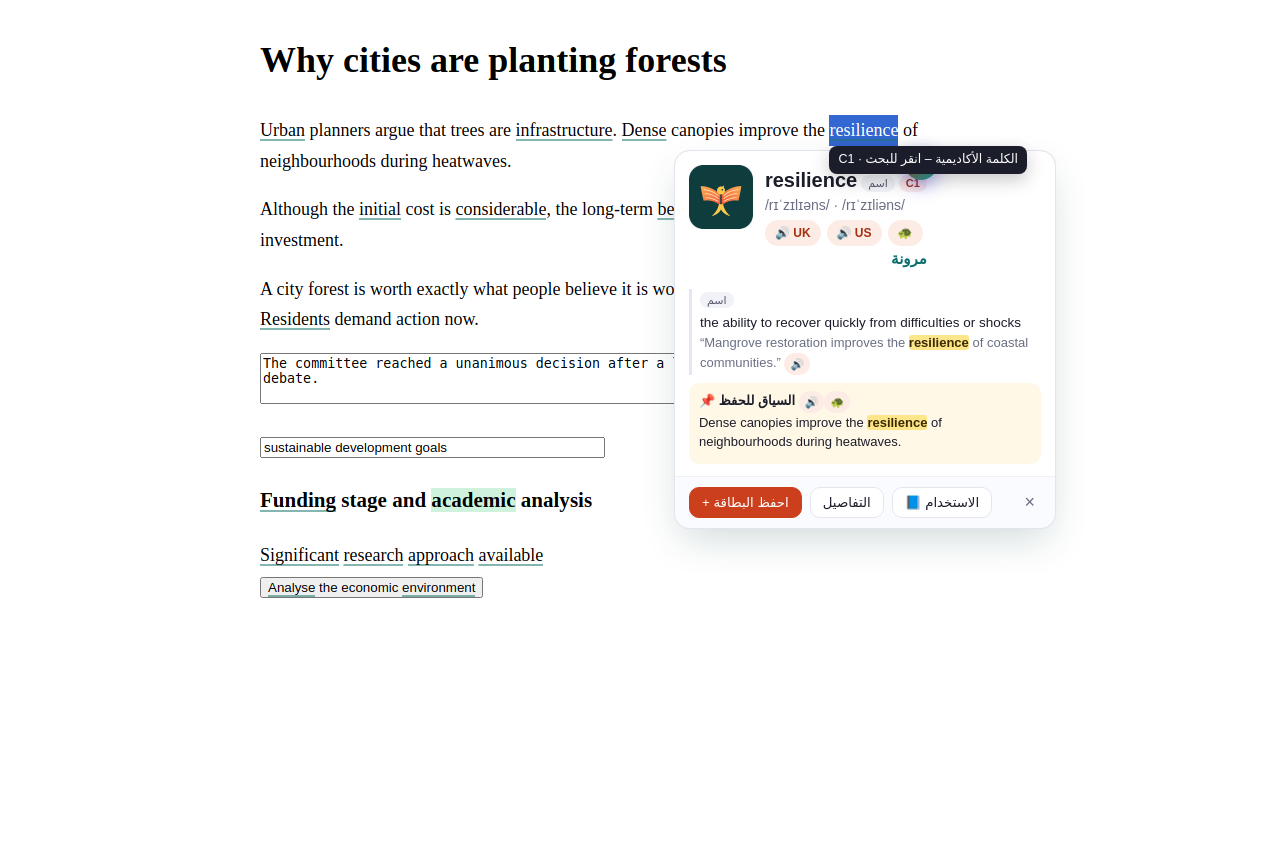 Why cities are planting forests
Urban planners argue that trees are infrastructure. Dense canopies improve the resilience of
neighbourhoods during heatwaves.
الكلمة الأكاديمية – انقر للبحث · C1
resilience اسم C1
/rɪˈzɪlɪəns/ · /rɪˈzɪliəns/
🔊 UK 🔊 US 🐢
مرونة
اسم
the ability to recover quickly from difficulties or shocks
“Mangrove restoration improves the resilience of coastal
communities.” 🔊
📌 السياق للحفظ 🔊 🐢
Dense canopies improve the resilience of
neighbourhoods during heatwaves.
احفظ البطاقة +
التفاصيل
الاستخدام 📘
×
Although the initial cost is considerable, the long-term
investment.
A city forest is worth exactly what people believe it is
Residents demand action now.
The committee reached a unanimous decision after a
debate.
sustainable development goals
Funding stage and academic analysis
Significant research approach available
Analyse the economic environment